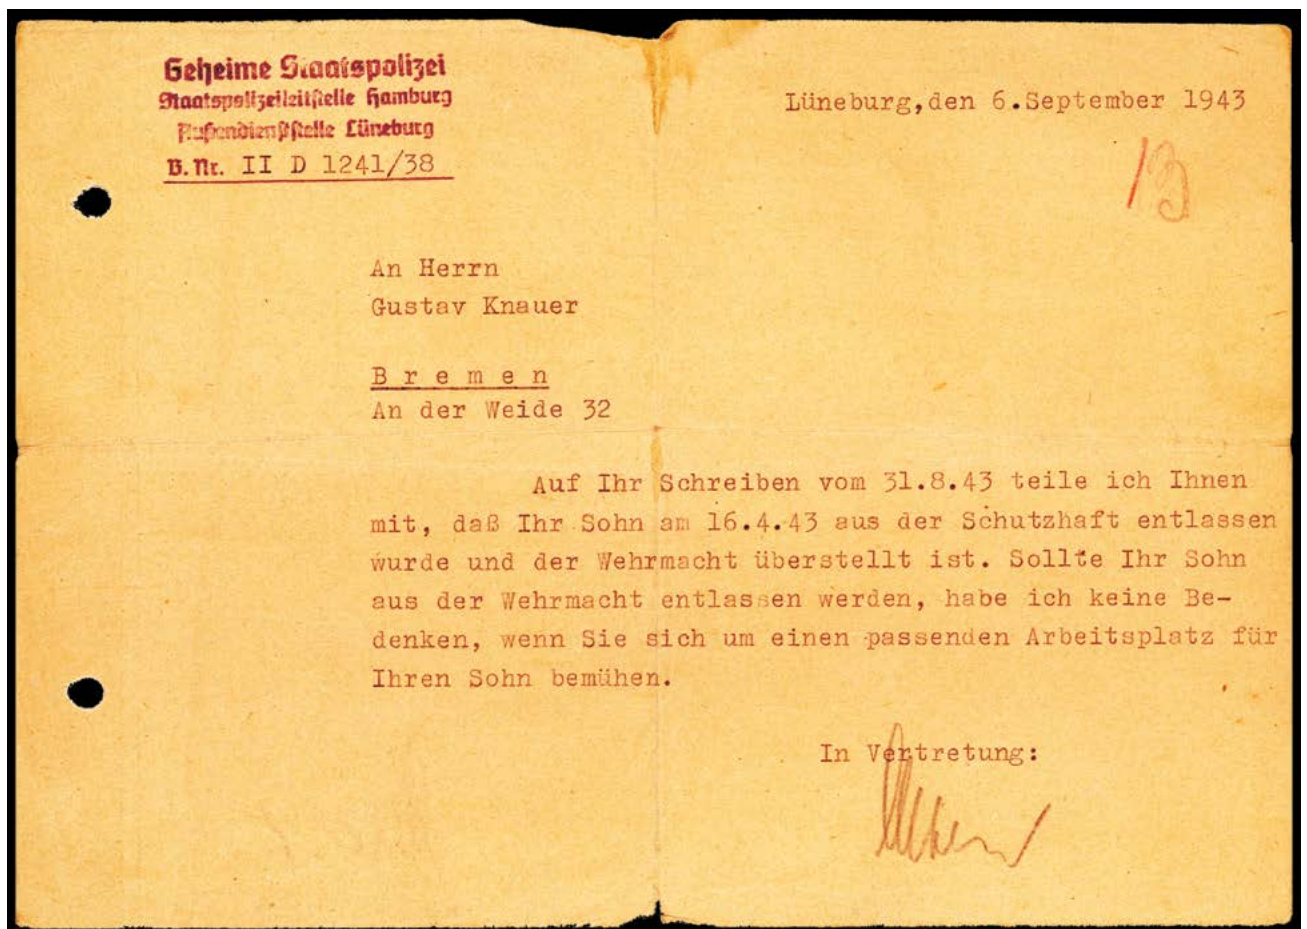 Geheime Staatspolizei
Staatspolizeileitstelle Hamburg
Außendienststelle Lüneburg
B.Nr. II D 1241/38
Lüneburg,den 6.September 1943
An Herrn
Gustav Knauer
B r e m e n
An der Weide 32
Auf Ihr Schreiben vom 31.8.43 teile ich Ihnen
mit, daß Ihr Sohn am 16.4.43 aus der Schutzhaft entlassen
wurde und der Wehrmacht überstellt ist. Sollte Ihr Sohn
aus der Wehrmacht entlassen werden, habe ich keine Be-
denken, wenn Sie sich um einen passenden Arbeitsplatz für
Ihren Sohn bemühen.
In Vertretung: